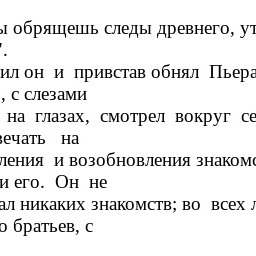 ы обрящешь следы древнего, ут
".
ил он и привстав обнял Пьера
, с слезами
на глазах, смотрел вокруг се
вечать на
ления и возобновления знакомс
и его. Он не
ал никаких знакомств; во всех л
о братьев, с